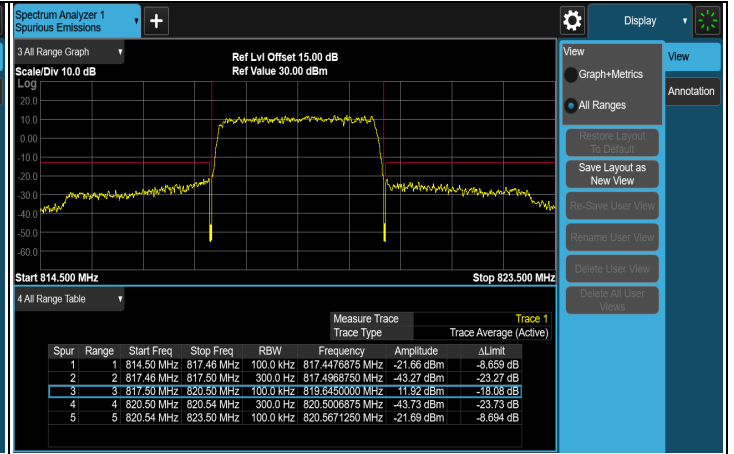 Spectrum Analyzer 1
Spurious Emissions
Display
3 All Range Graph
Ref Lvl Offset 15.00 dB
Scale/Div 10.0 dB
Ref Value 30.00 dBm
Log
20.0
10.0
0.00
-10.0
-20.0
-30.0
-40.0
-50.0
-60.0
Start 814.500 MHz
Stop 823.500 MHz
4 All Range Table
Measure Trace Trace 1
Trace Type Trace Average (Active)
Spur Range Start Freq Stop Freq RBW Frequency Amplitude ΔLimit
1 1 814.50 MHz 817.46 MHz 100.0 kHz 817.4476875 MHz -21.66 dBm -8.659 dB
2 2 817.46 MHz 817.50 MHz 300.0 Hz 817.4968750 MHz -43.27 dBm -23.27 dB
3 3 817.50 MHz 820.50 MHz 100.0 kHz 819.6450000 MHz 11.92 dBm -18.08 dB
4 4 820.50 MHz 820.54 MHz 300.0 Hz 820.5006875 MHz -43.73 dBm -23.73 dB
5 5 820.54 MHz 823.50 MHz 100.0 kHz 820.5671250 MHz -21.69 dBm -8.694 dB
View
Graph+Metrics
All Ranges
Restore Layout
To Default
Save Layout as
New View
Re-Save User View
Rename User View
Delete User View
Delete All User
Views
View
Annotation